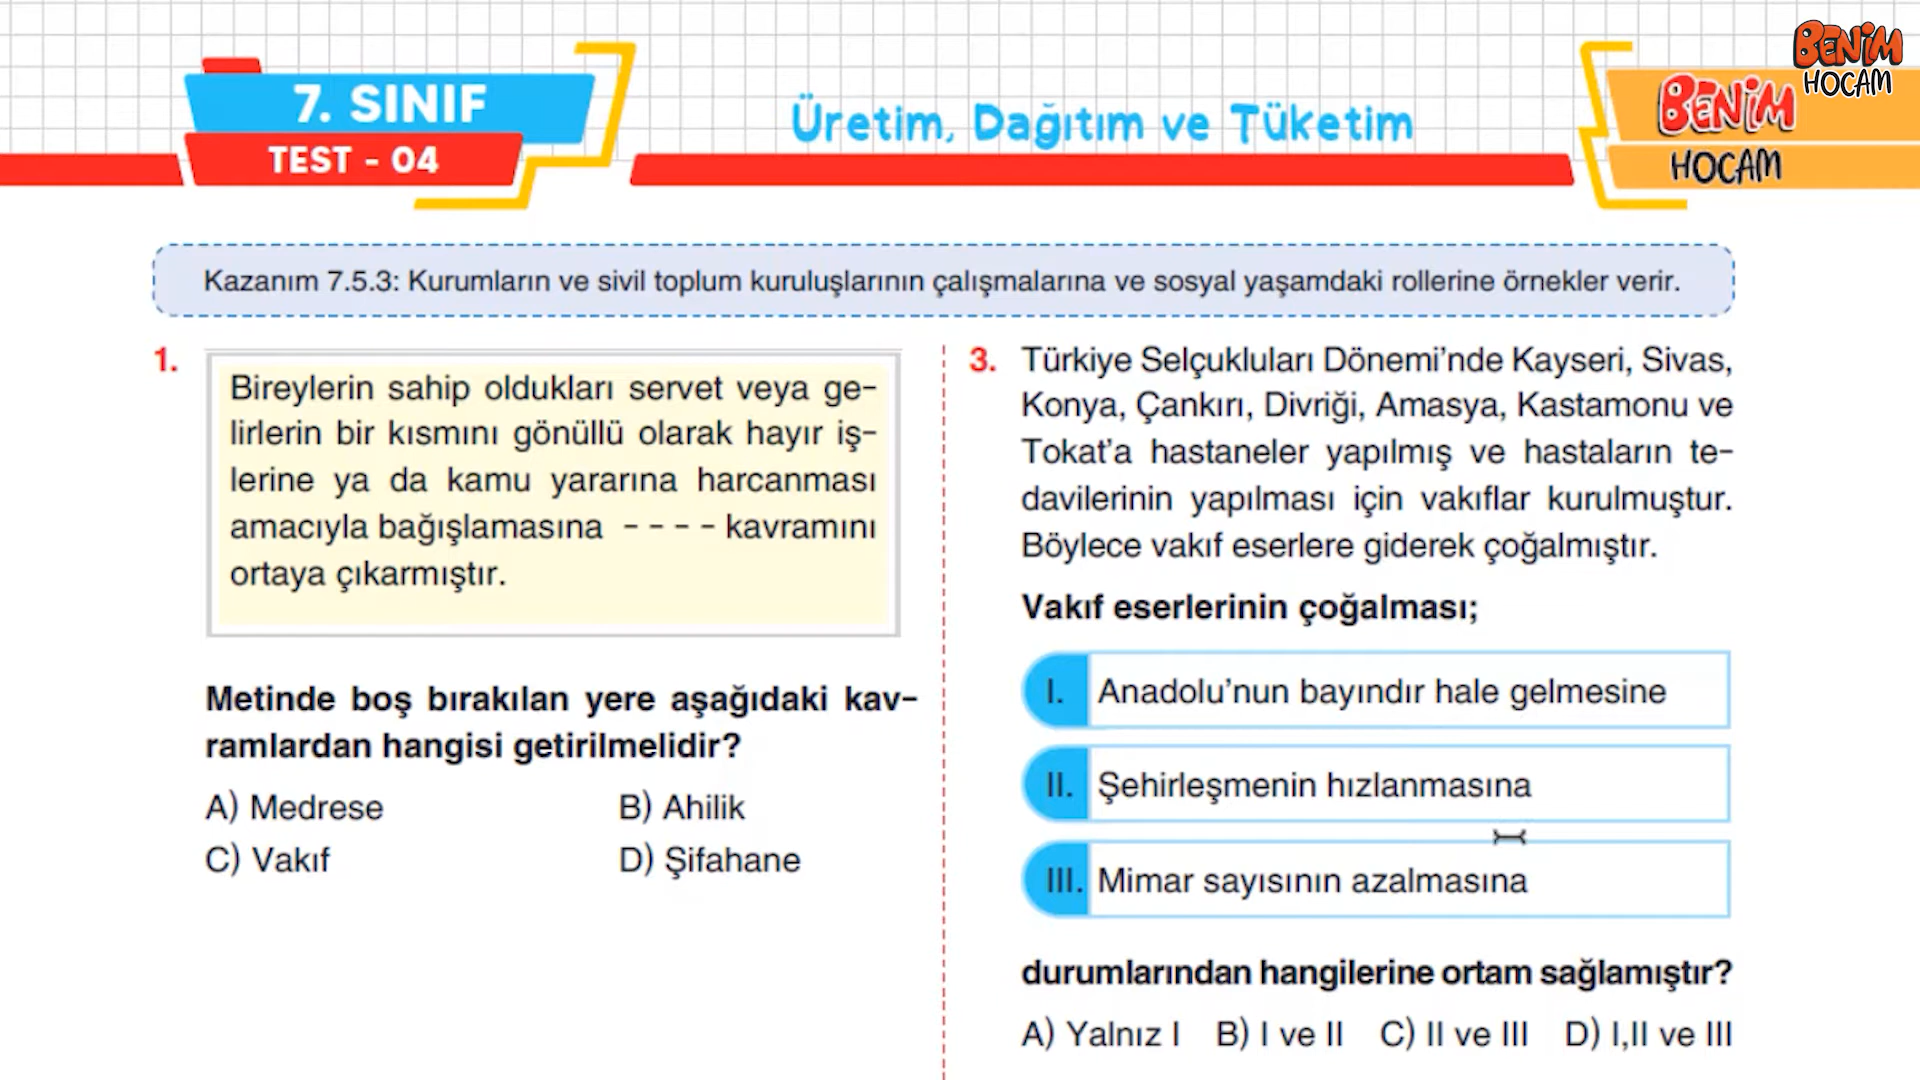 7. SINIF
TEST - 04
Üretim, Dağıtım ve Tüketim
BENİM
HOCAM
BENİM
HOCAM
Kazanım 7.5.3: Kurumların ve sivil toplum kuruluşlarının çalışmalarına ve sosyal yaşamdaki rollerine örnekler verir.
1.
Bireylerin sahip oldukları servet veya ge-
lirlerin bir kısmını gönüllü olarak hayır iş-
lerine ya da kamu yararına harcanması
amacıyla bağışlamasına - - - - kavramını
ortaya çıkarmıştır.
Metinde boş bırakılan yere aşağıdaki kav-
ramlardan hangisi getirilmelidir?
A) Medrese B) Ahilik
C) Vakıf D) Şifahane
3. Türkiye Selçukluları Dönemi'nde Kayseri, Sivas,
Konya, Çankırı, Divriği, Amasya, Kastamonu ve
Tokat'a hastaneler yapılmış ve hastaların te-
davilerinin yapılması için vakıflar kurulmuştur.
Böylece vakıf eserlere giderek çoğalmıştır.
Vakıf eserlerinin çoğalması;
I. Anadolu'nun bayındır hale gelmesine
II. Şehirleşmenin hızlanmasına
III. Mimar sayısının azalmasına
durumlarından hangilerine ortam sağlamıştır?
A) Yalnız I B) I ve II C) II ve III D) I,II ve III